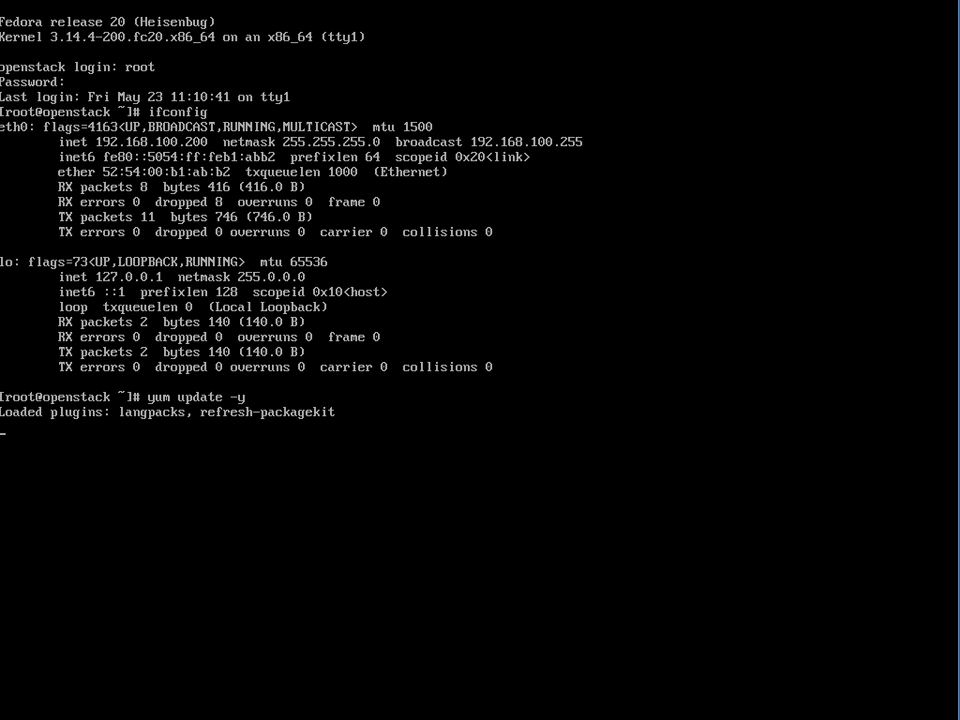 Fedora release 20 (Heisenbug)
Kernel 3.14.4-200.fc20.x86_64 on an x86_64 (tty1)
openstack login: root
Password:
Last login: Fri May 23 11:10:41 on tty1
[root@openstack ~]# ifconfig
eth0: flags=4163<UP,BROADCAST,RUNNING,MULTICAST>  mtu 1500
        inet 192.168.100.200  netmask 255.255.255.0  broadcast 192.168.100.255
        inet6 fe80::5054:ff:feb1:abb2  prefixlen 64  scopeid 0x20<link>
        ether 52:54:00:b1:ab:b2  txqueuelen 1000  (Ethernet)
        RX packets 8  bytes 416 (416.0 B)
        RX errors 0  dropped 8  overruns 0  frame 0
        TX packets 11  bytes 746 (746.0 B)
        TX errors 0  dropped 0 overruns 0  carrier 0  collisions 0
lo: flags=73<UP,LOOPBACK,RUNNING>  mtu 65536
        inet 127.0.0.1  netmask 255.0.0.0
        inet6 ::1  prefixlen 128  scopeid 0x10<host>
        loop  txqueuelen 0  (Local Loopback)
        RX packets 2  bytes 140 (140.0 B)
        RX errors 0  dropped 0  overruns 0  frame 0
        TX packets 2  bytes 140 (140.0 B)
        TX errors 0  dropped 0 overruns 0  carrier 0  collisions 0
[root@openstack ~]# yum update -y
Loaded plugins: langpacks, refresh-packagekit